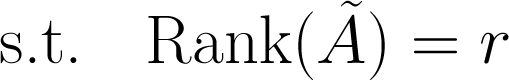 s.t. Rank(Ã) = r